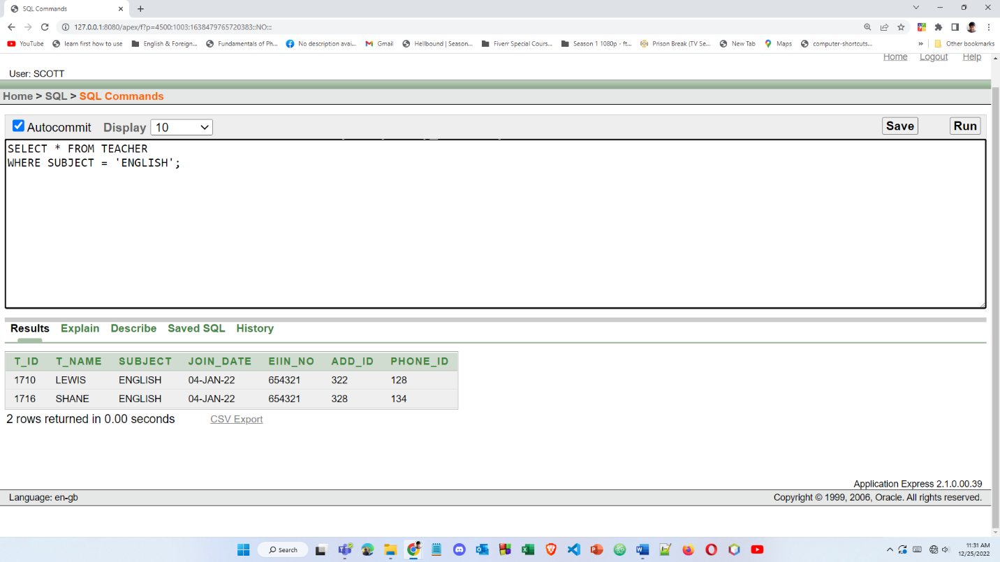 SQL Commands
127.0.0.1:8080/apex/f?p=4500:1003:1638479765720383::NO:::
YouTube learn first how to use English & Foreign... Fundamentals of Ph... No description avai... Gmail Hellbound | Season... Fiverr Special Cours... Season 1 1080p - ft... Prison Break (TV Se... New Tab Maps computer-shortcuts... » Other bookmarks
Home Logout Help
User: SCOTT
Home > SQL > SQL Commands
Autocommit Display 10 Save Run
SELECT * FROM TEACHER
WHERE SUBJECT = 'ENGLISH';
Results Explain Describe Saved SQL History
T_ID T_NAME SUBJECT JOIN_DATE EIIN_NO ADD_ID PHONE_ID
1710 LEWIS ENGLISH 04-JAN-22 654321 322 128
1716 SHANE ENGLISH 04-JAN-22 654321 328 134
2 rows returned in 0.00 seconds CSV Export
Application Express 2.1.0.00.39
Language: en-gb Copyright © 1999, 2006, Oracle. All rights reserved.
Search
11:31 AM
12/25/2022